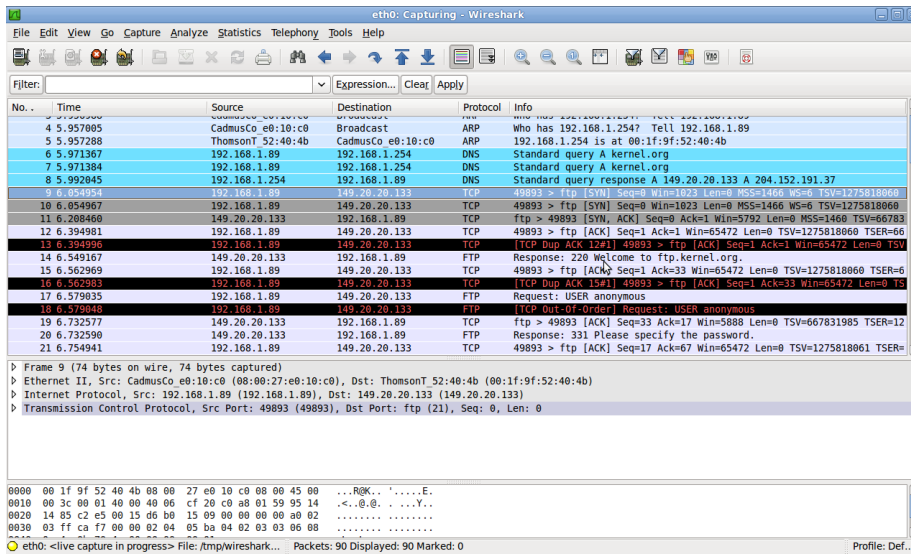 eth0: Capturing - Wireshark
File Edit View Go Capture Analyze Statistics Telephony Tools Help
Filter: Expression... Clear Apply
No. . Time Source Destination Protocol Info
4 5.957005 CadmusCo_e0:10:c0 Broadcast ARP Who has 192.168.1.254? Tell 192.168.1.89
5 5.957288 ThomsonT_52:40:4b CadmusCo_e0:10:c0 ARP 192.168.1.254 is at 00:1f:9f:52:40:4b
6 5.971367 192.168.1.89 192.168.1.254 DNS Standard query A kernel.org
7 5.971384 192.168.1.89 192.168.1.254 DNS Standard query A kernel.org
8 5.992045 192.168.1.254 192.168.1.89 DNS Standard query response A 149.20.20.133 A 204.152.191.37
9 6.054954 192.168.1.89 149.20.20.133 TCP 49893 > ftp [SYN] Seq=0 Win=1023 Len=0 MSS=1466 WS=6 TSV=1275818060
10 6.054967 192.168.1.89 149.20.20.133 TCP 49893 > ftp [SYN] Seq=0 Win=1023 Len=0 MSS=1466 WS=6 TSV=1275818060
11 6.208460 149.20.20.133 192.168.1.89 TCP ftp > 49893 [SYN, ACK] Seq=0 Ack=1 Win=5792 Len=0 MSS=1460 TSV=66783
12 6.394981 192.168.1.89 149.20.20.133 TCP 49893 > ftp [ACK] Seq=1 Ack=1 Win=65472 Len=0 TSV=1275818060 TSER=66
13 6.394996 192.168.1.89 149.20.20.133 TCP [TCP Dup ACK 12#1] 49893 > ftp [ACK] Seq=1 Ack=1 Win=65472 Len=0 TSV
14 6.549167 149.20.20.133 192.168.1.89 FTP Response: 220 Welcome to ftp.kernel.org.
15 6.562969 192.168.1.89 149.20.20.133 TCP 49893 > ftp [ACK] Seq=1 Ack=33 Win=65472 Len=0 TSV=1275818060 TSER=6
16 6.562983 192.168.1.89 149.20.20.133 TCP [TCP Dup ACK 15#1] 49893 > ftp [ACK] Seq=1 Ack=33 Win=65472 Len=0 TS
17 6.579035 192.168.1.89 149.20.20.133 FTP Request: USER anonymous
18 6.579048 192.168.1.89 149.20.20.133 FTP [TCP Out-Of-Order] Request: USER anonymous
19 6.732577 149.20.20.133 192.168.1.89 TCP ftp > 49893 [ACK] Seq=33 Ack=17 Win=5888 Len=0 TSV=667831985 TSER=12
20 6.732590 149.20.20.133 192.168.1.89 FTP Response: 331 Please specify the password.
21 6.754941 192.168.1.89 149.20.20.133 TCP 49893 > ftp [ACK] Seq=17 Ack=67 Win=65472 Len=0 TSV=1275818061 TSER=
Frame 9 (74 bytes on wire, 74 bytes captured)
Ethernet II, Src: CadmusCo_e0:10:c0 (08:00:27:e0:10:c0), Dst: ThomsonT_52:40:4b (00:1f:9f:52:40:4b)
Internet Protocol, Src: 192.168.1.89 (192.168.1.89), Dst: 149.20.20.133 (149.20.20.133)
Transmission Control Protocol, Src Port: 49893 (49893), Dst Port: ftp (21), Seq: 0, Len: 0
0000 00 1f 9f 52 40 4b 08 00 27 e0 10 c0 08 00 45 00 ...R@K.. '.....E.
0010 00 3c 00 01 40 00 40 06 cf 20 c0 a8 01 59 95 14 .<..@.@. . ...Y..
0020 14 85 c2 e5 00 15 d6 b0 15 09 00 00 00 00 a0 02 ........ ........
0030 03 ff ca f7 00 00 02 04 05 ba 04 02 03 03 06 08 ........ ........
eth0: <live capture in progress> File: /tmp/wireshark... Packets: 90 Displayed: 90 Marked: 0 Profile: Def..